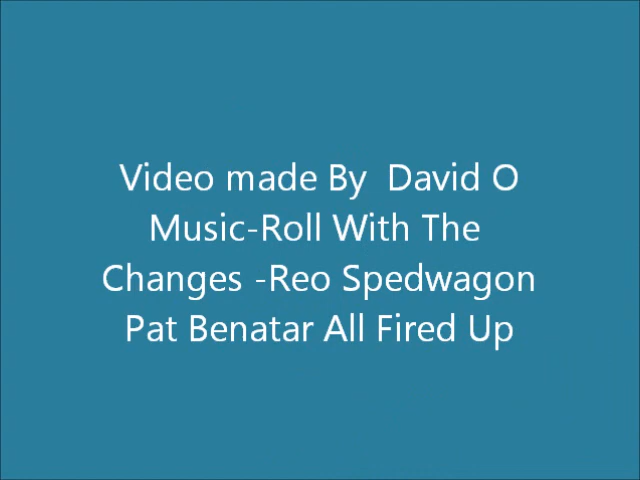 Video made By  David O
Music-Roll With The
Changes -Reo Spedwagon
Pat Benatar All Fired Up